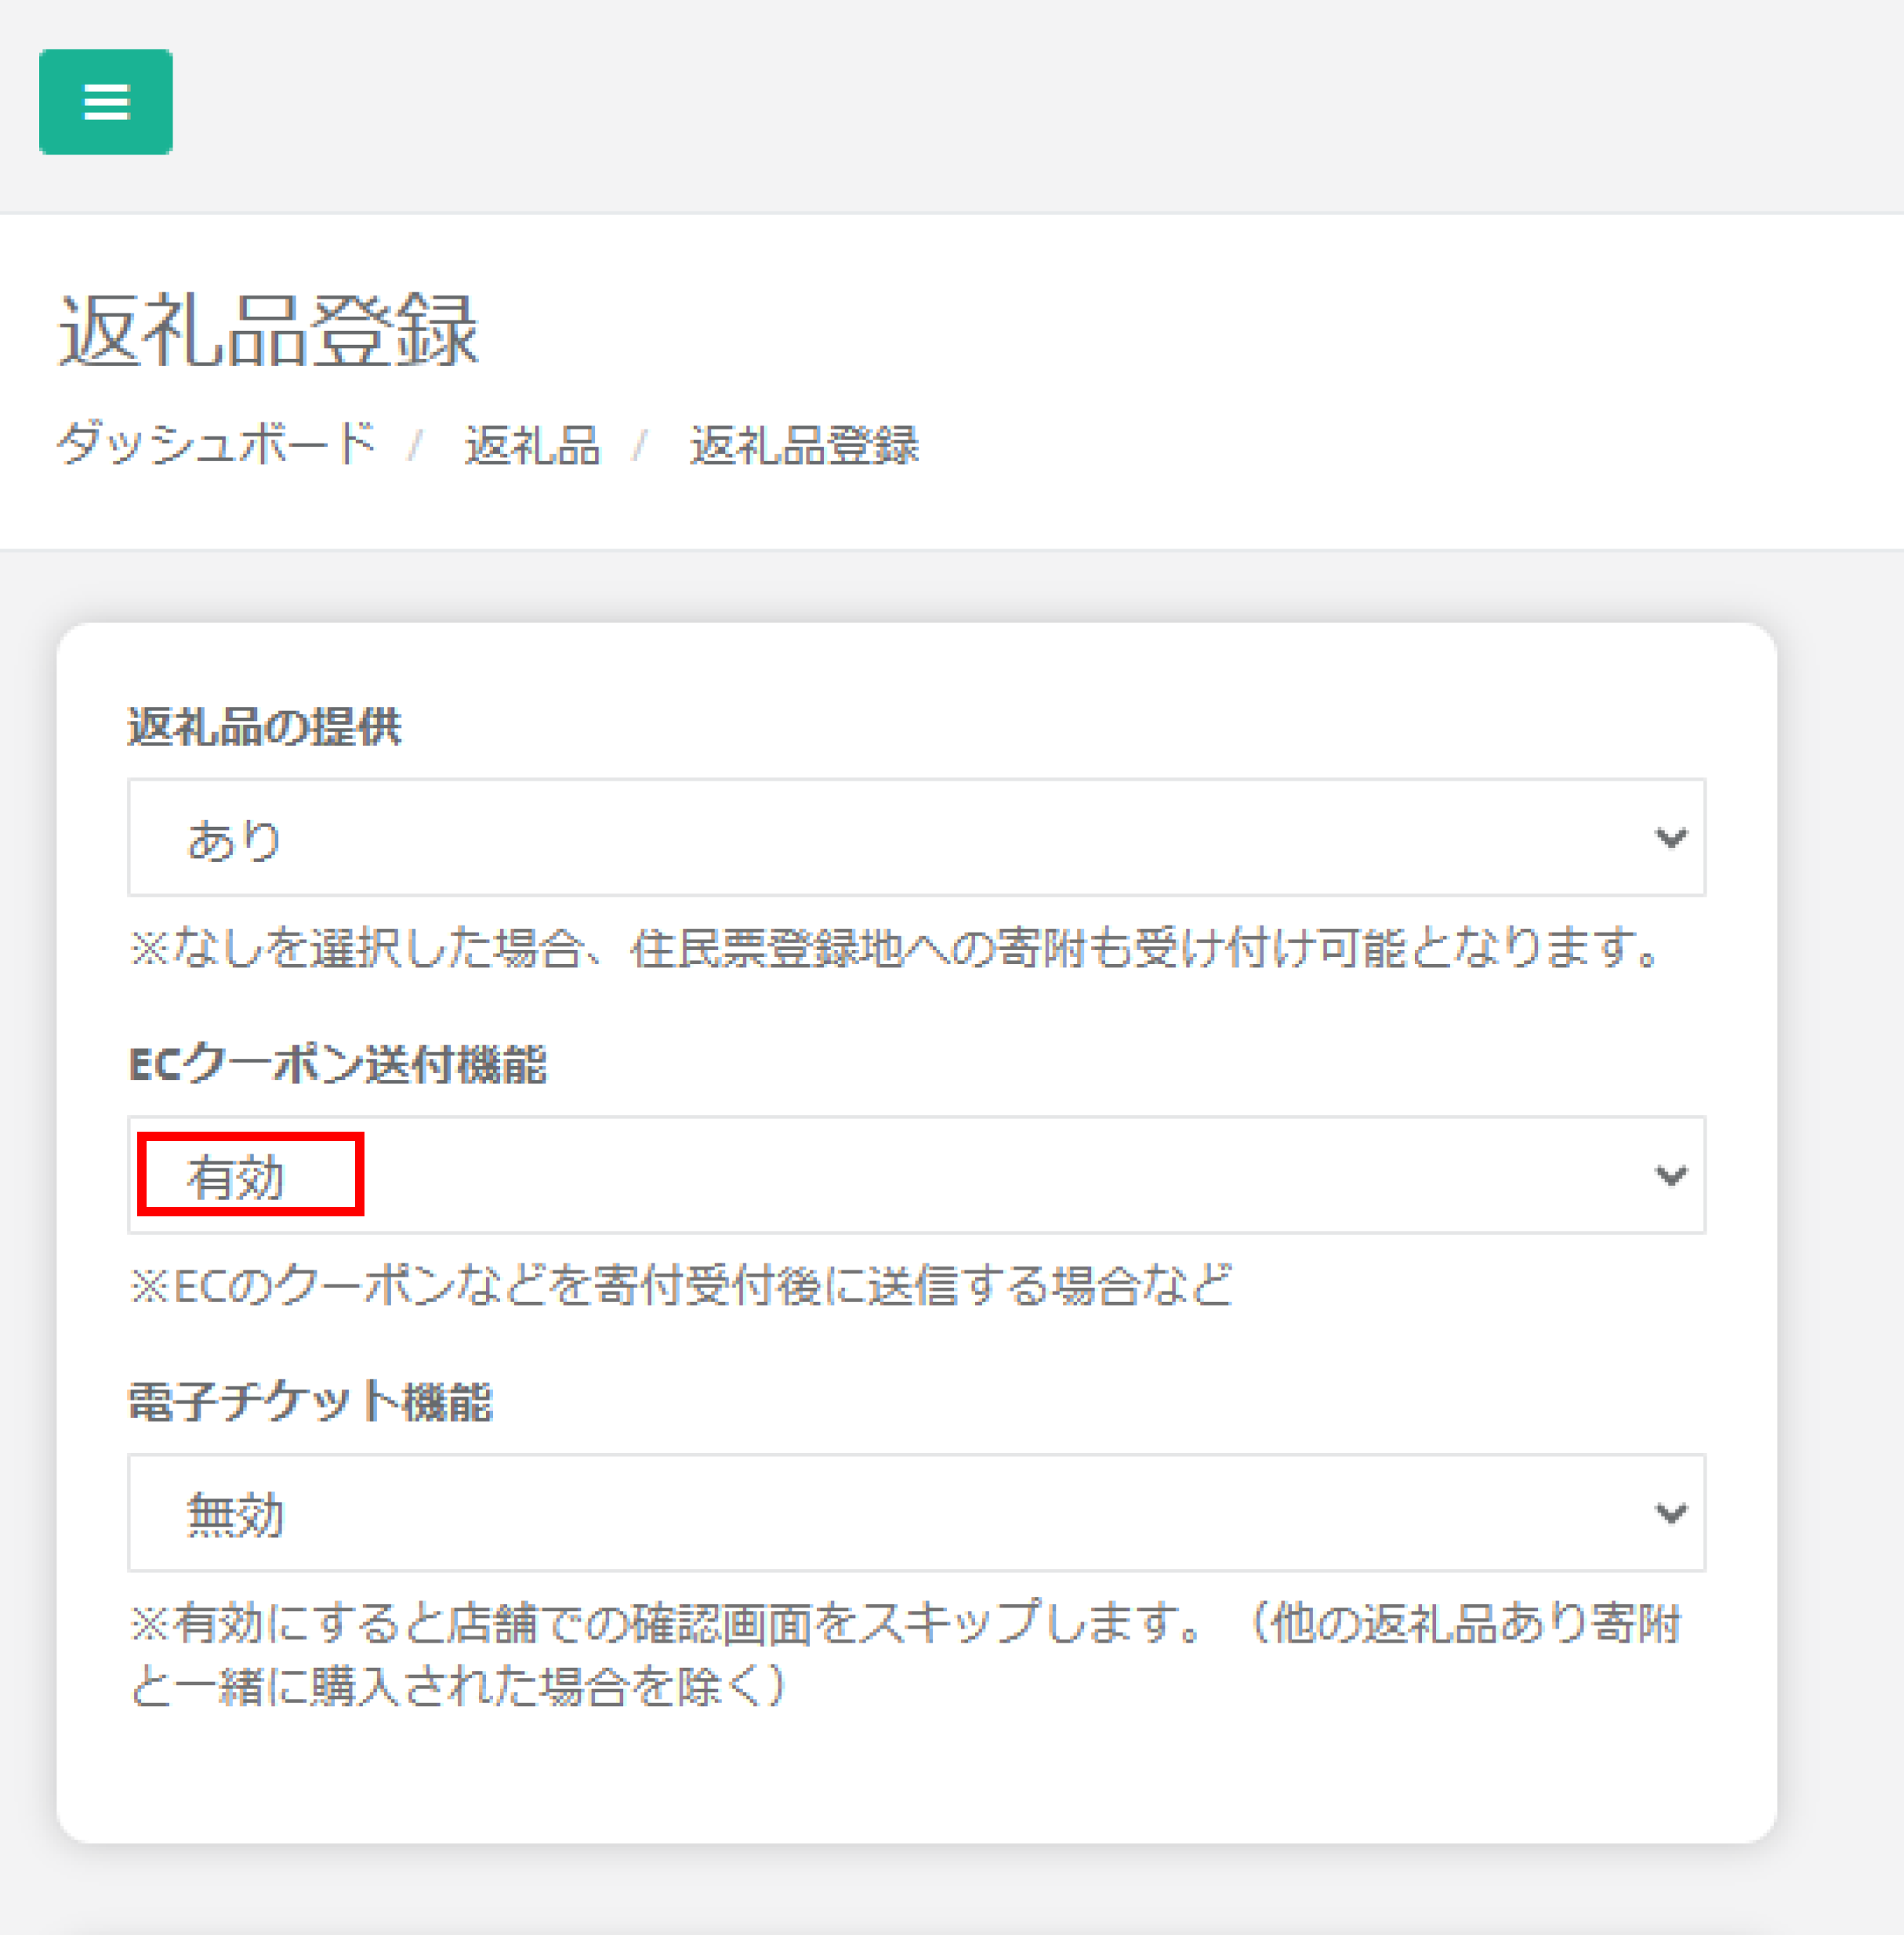 返礼品登録
ダッシュボード / 返礼品 / 返礼品登録
返礼品の提供
あり
※なしを選択した場合、住民票登録地への寄附も受け付け可能となります。
ECクーポン送付機能
有効
※ECのクーポンなどを寄付受付後に送信する場合など
電子チケット機能
無効
※有効にすると店舗での確認画面をスキップします。（他の返礼品あり寄附
と一緒に購入された場合を除く）